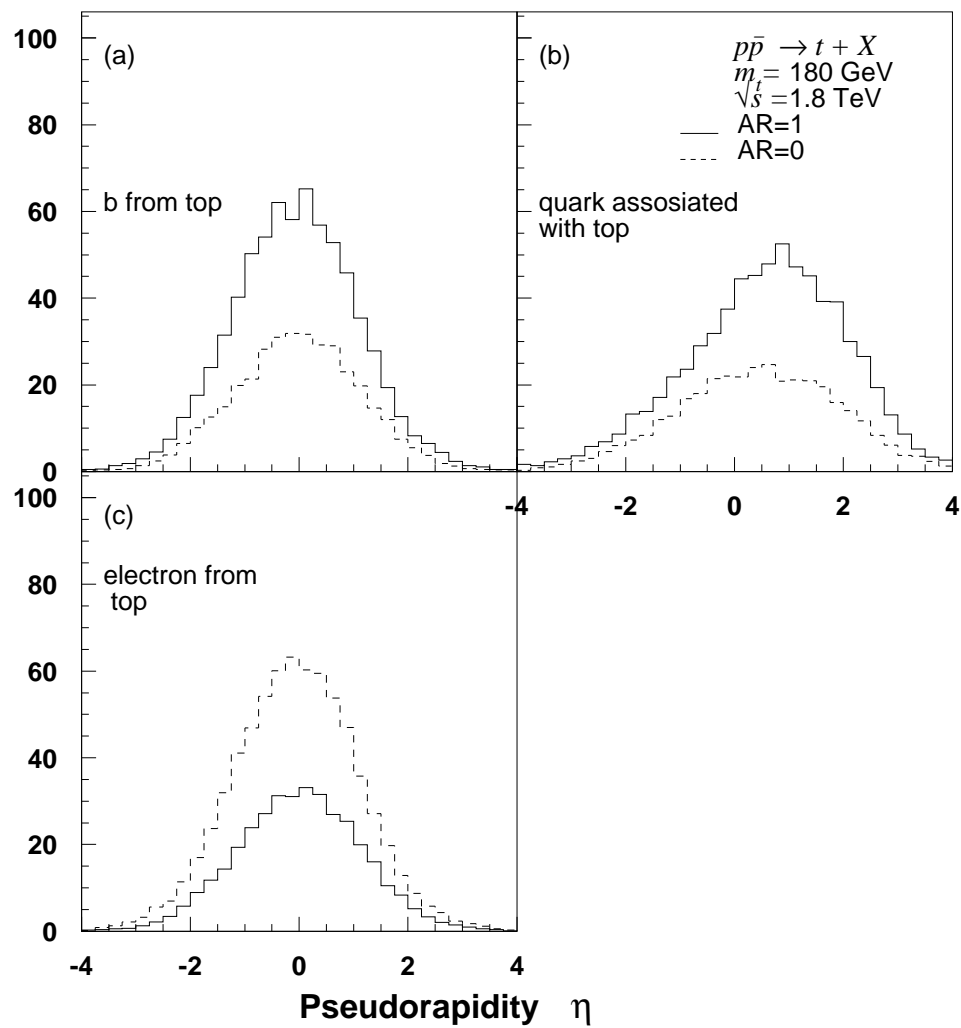 100
80
60
40
20
0
(a)
b from top
(b)
pp̄ → t + X
mt = 180 GeV
√s =1.8 TeV
AR=1
AR=0
quark assosiated
with top
-4 -2 0 2 4
100
80
60
40
20
0
(c)
electron from
top
-4 -2 0 2 4
Pseudorapidity η